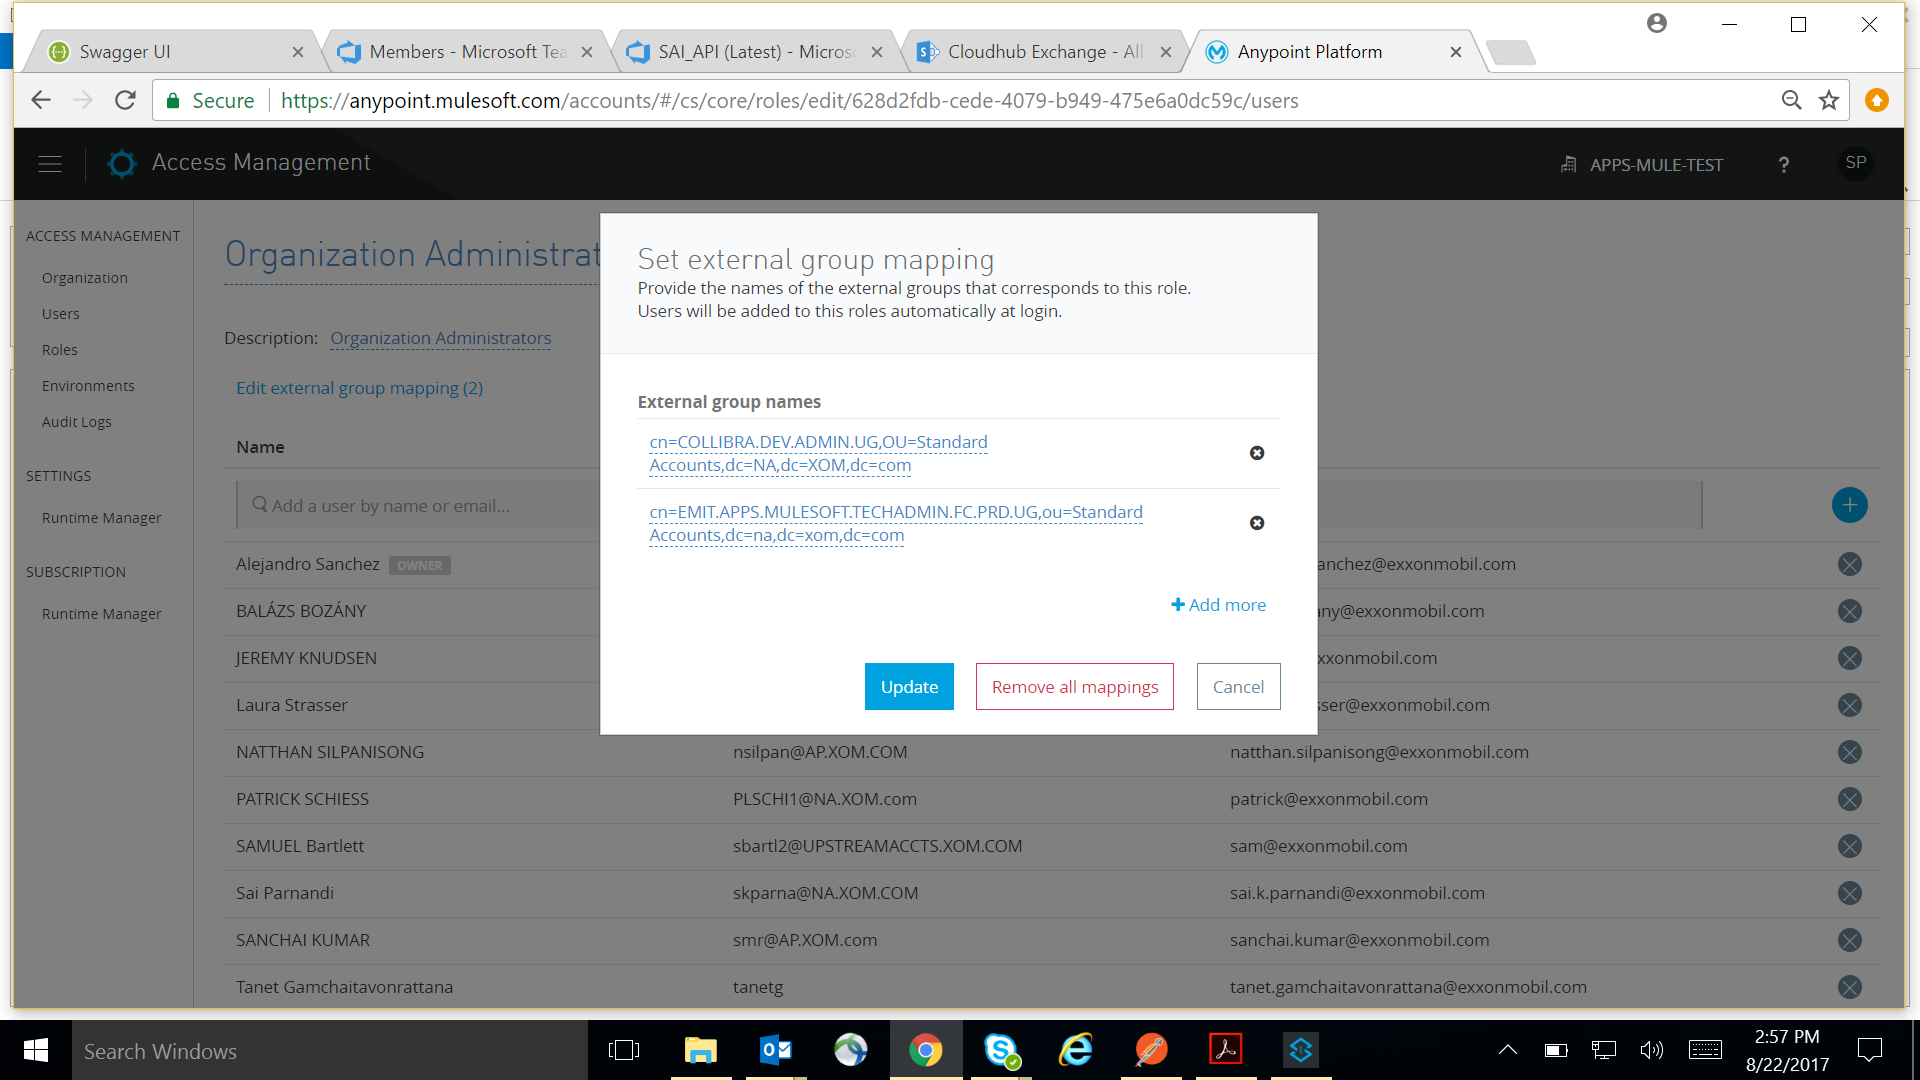 Swagger UI
Members - Microsoft Tea
SAI_API (Latest) - Micros
Cloudhub Exchange - All
Anypoint Platform
Secure
https://anypoint.mulesoft.com/accounts/#/cs/core/roles/edit/628d2fdb-cede-4079-b949-475e6a0dc59c/users
Access Management
APPS-MULE-TEST
?
SP
ACCESS MANAGEMENT
Organization
Users
Roles
Environments
Audit Logs
SETTINGS
Runtime Manager
SUBSCRIPTION
Runtime Manager
Organization Administrat
Description: Organization Administrators
Edit external group mapping (2)
Name
Add a user by name or email...
Set external group mapping
Provide the names of the external groups that corresponds to this role.
Users will be added to this roles automatically at login.
External group names
cn=COLLIBRA.DEV.ADMIN.UG,OU=Standard
Accounts,dc=NA,dc=XOM,dc=com
cn=EMIT.APPS.MULESOFT.TECHADMIN.FC.PRD.UG,ou=Standard
Accounts,dc=na,dc=xom,dc=com
Add more
Update
Remove all mappings
Cancel
Alejandro Sanchez OWNER anchez@exxonmobil.com
BALÁZS BOZÁNY any@exxonmobil.com
JEREMY KNUDSEN xxonmobil.com
Laura Strasser sser@exxonmobil.com
NATTHAN SILPANISONG nsilpan@AP.XOM.COM natthan.silpanisong@exxonmobil.com
PATRICK SCHIESS PLSCHI1@NA.XOM.com patrick@exxonmobil.com
SAMUEL Bartlett sbartl2@UPSTREAMACCTS.XOM.COM sam@exxonmobil.com
Sai Parnandi skparna@NA.XOM.COM sai.k.parnandi@exxonmobil.com
SANCHAI KUMAR smr@AP.XOM.com sanchai.kumar@exxonmobil.com
Tanet Gamchaitavonrattana tanetg tanet.gamchaitavonrattana@exxonmobil.com
Search Windows
2:57 PM
8/22/2017